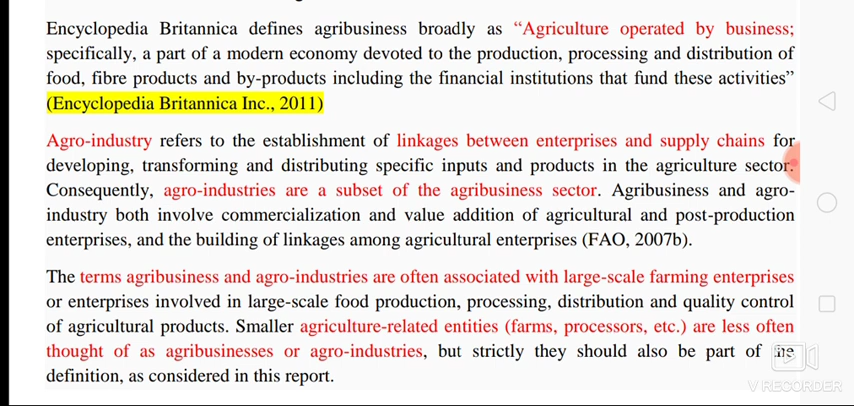 Encyclopedia Britannica defines agribusiness broadly as “Agriculture operated by business;
specifically, a part of a modern economy devoted to the production, processing and distribution of
food, fibre products and by-products including the financial institutions that fund these activities”
(Encyclopedia Britannica Inc., 2011)
Agro-industry refers to the establishment of linkages between enterprises and supply chains for
developing, transforming and distributing specific inputs and products in the agriculture sector.
Consequently, agro-industries are a subset of the agribusiness sector. Agribusiness and agro-
industry both involve commercialization and value addition of agricultural and post-production
enterprises, and the building of linkages among agricultural enterprises (FAO, 2007b).
The terms agribusiness and agro-industries are often associated with large-scale farming enterprises
or enterprises involved in large-scale food production, processing, distribution and quality control
of agricultural products. Smaller agriculture-related entities (farms, processors, etc.) are less often
thought of as agribusinesses or agro-industries, but strictly they should also be part of the
definition, as considered in this report.
V RECORDER